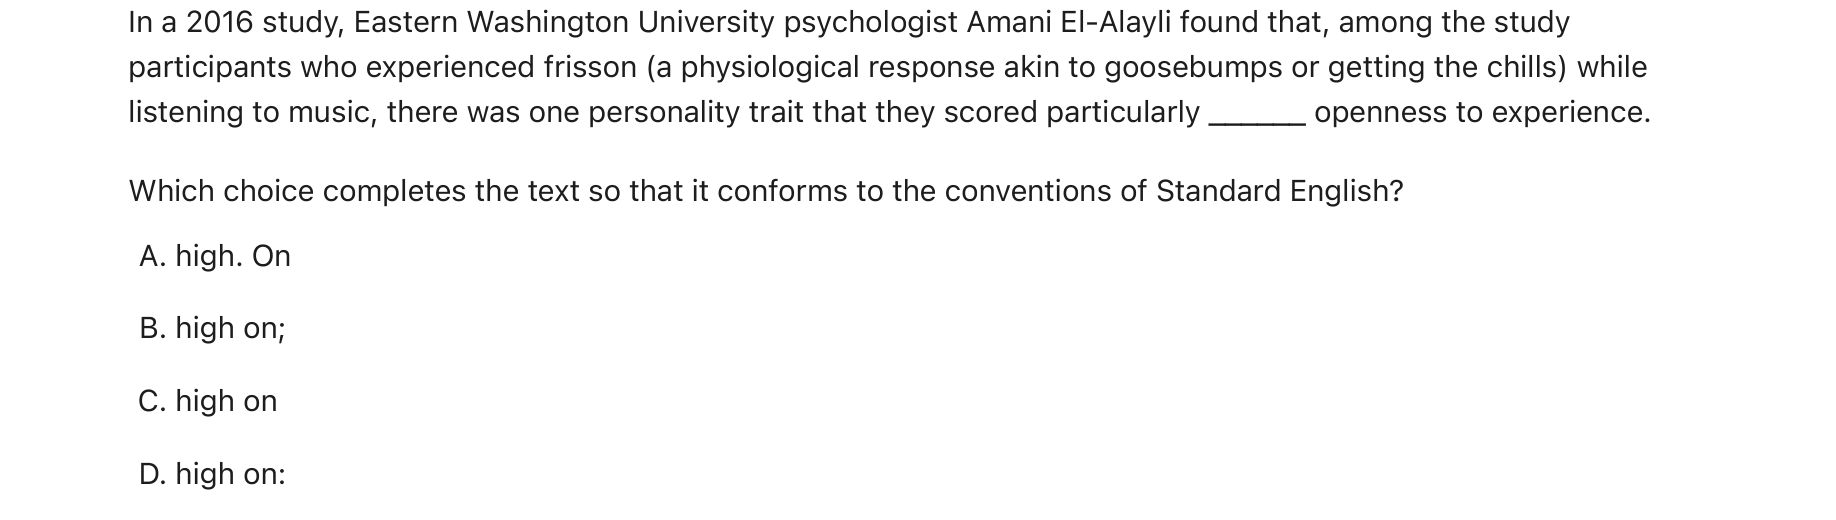 In a 2016 study, Eastern Washington University psychologist Amani El-Alayli found that, among the study
participants who experienced frisson (a physiological response akin to goosebumps or getting the chills) while
listening to music, there was one personality trait that they scored particularly ______ openness to experience.
Which choice completes the text so that it conforms to the conventions of Standard English?
A. high. On
B. high on;
C. high on
D. high on: